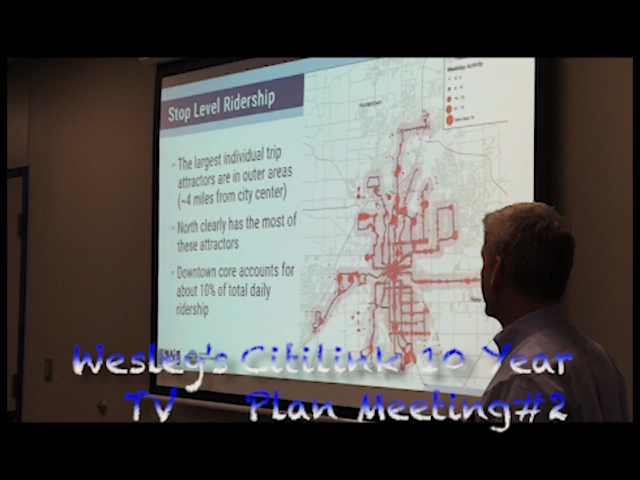 Stop Level Ridership
- The largest individual trip
attractors are in outer areas
(~4 miles from city center)
- North clearly has the most of
these attractors
- Downtown core accounts for
about 10% of total daily
ridership
Wesley's Citilink 10 Year
TV Plan Meeting#2